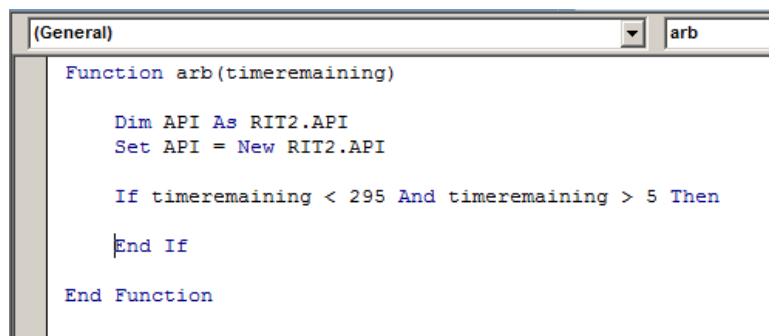 (General) arb
Function arb(timeremaining)
Dim API As RIT2.API
Set API = New RIT2.API
If timeremaining < 295 And timeremaining > 5 Then
End If
End Function